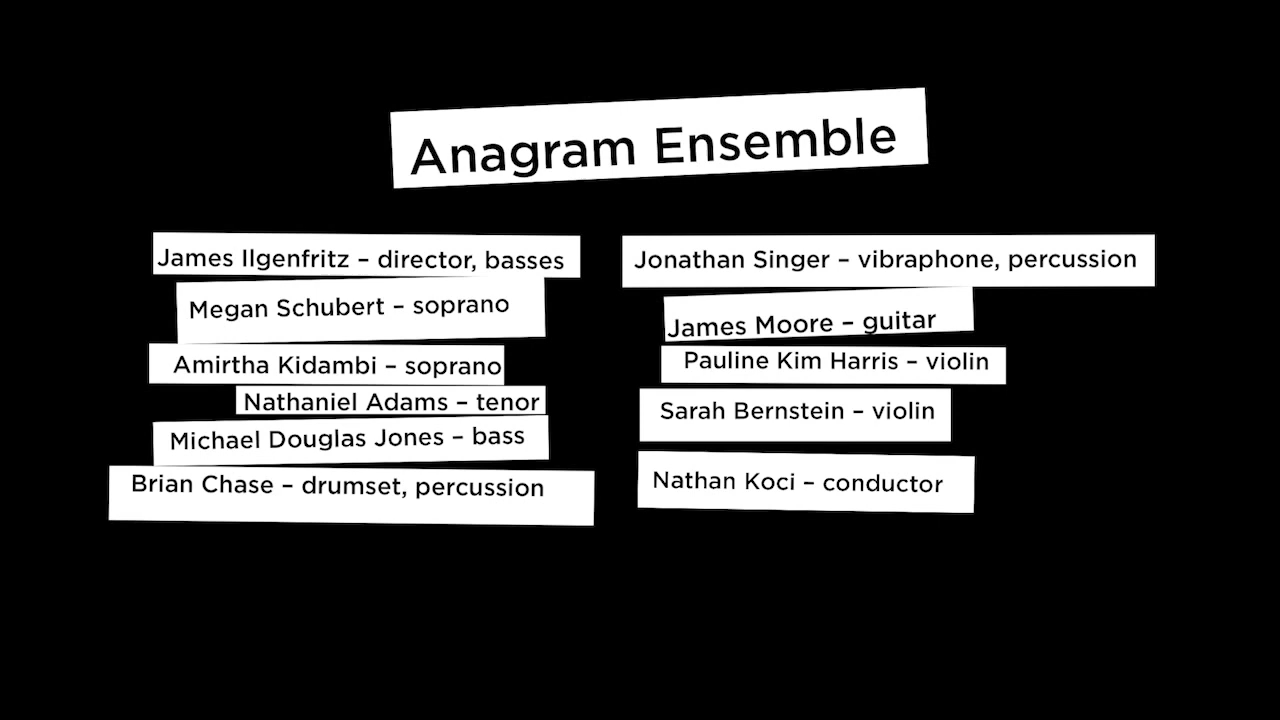 Anagram Ensemble
James Ilgenfritz – director, basses
Megan Schubert – soprano
Amirtha Kidambi – soprano
Nathaniel Adams – tenor
Michael Douglas Jones – bass
Brian Chase – drumset, percussion
Jonathan Singer – vibraphone, percussion
James Moore – guitar
Pauline Kim Harris – violin
Sarah Bernstein – violin
Nathan Koci – conductor